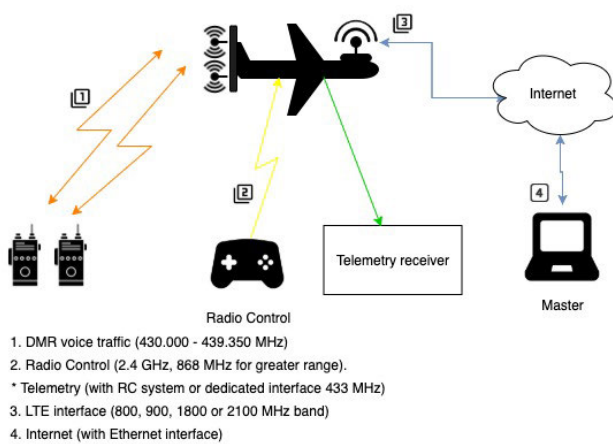 3
1
Internet
2
4
Telemetry receiver
Radio Control
Master
1. DMR voice traffic (430.000 - 439.350 MHz)
2. Radio Control (2.4 GHz, 868 MHz for greater range).
* Telemetry (with RC system or dedicated interface 433 MHz)
3. LTE interface (800, 900, 1800 or 2100 MHz band)
4. Internet (with Ethernet interface)